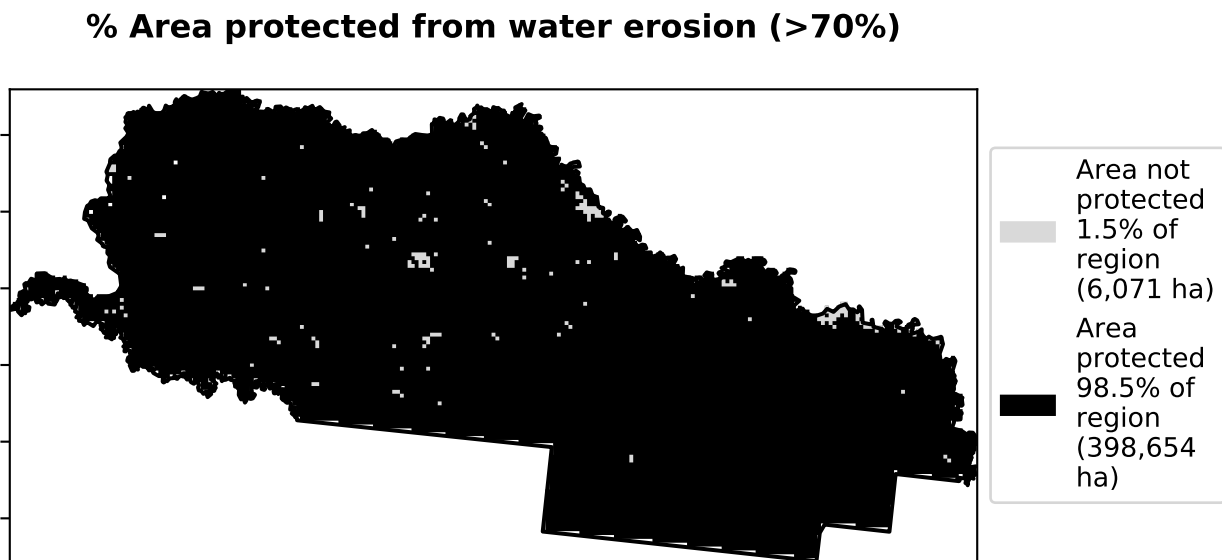 % Area protected from water erosion (>70%)
Area not
protected
1.5% of
region
(6,071 ha)
Area
protected
98.5% of
region
(398,654
ha)